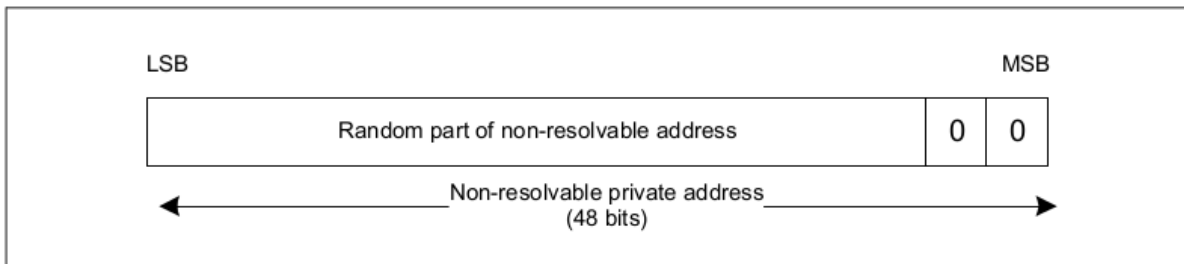 LSB MSB
Random part of non-resolvable address 0 0
Non-resolvable private address
(48 bits)